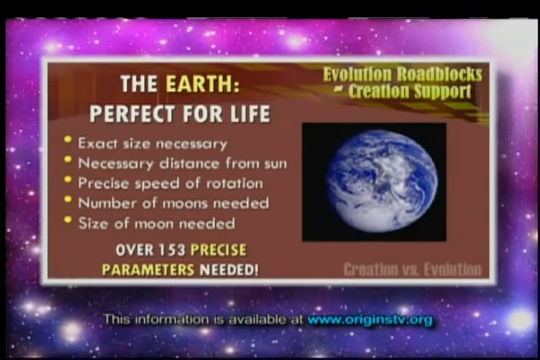 THE EARTH:
PERFECT FOR LIFE
Evolution Roadblocks
~ Creation Support
• Exact size necessary
• Necessary distance from sun
• Precise speed of rotation
• Number of moons needed
• Size of moon needed
OVER 153 PRECISE
PARAMETERS NEEDED!
Creation vs. Evolution
This information is available at www.originstv.org